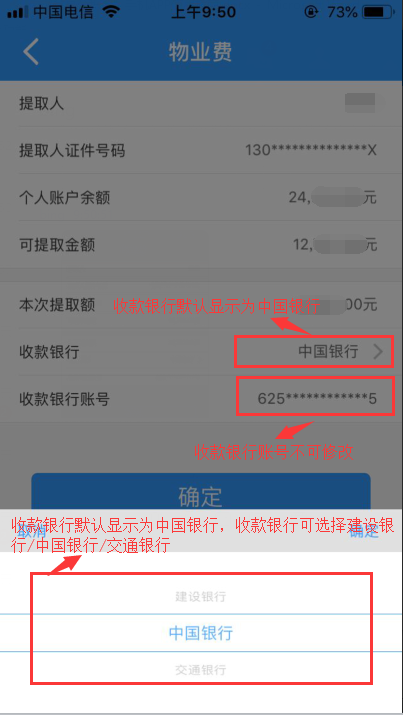 中国电信 上午9:50 73%
物业费
提取人
提取人证件号码 130**************X
个人账户余额 24, 元
可提取金额 12, 元
本次提取额 00元
收款银行默认显示为中国银行
收款银行 中国银行
收款银行账号 625************5
收款银行账号不可修改
确定
取消 确定
收款银行默认显示为中国银行，收款银行可选择建设银
行/中国银行/交通银行
建设银行
中国银行
交通银行